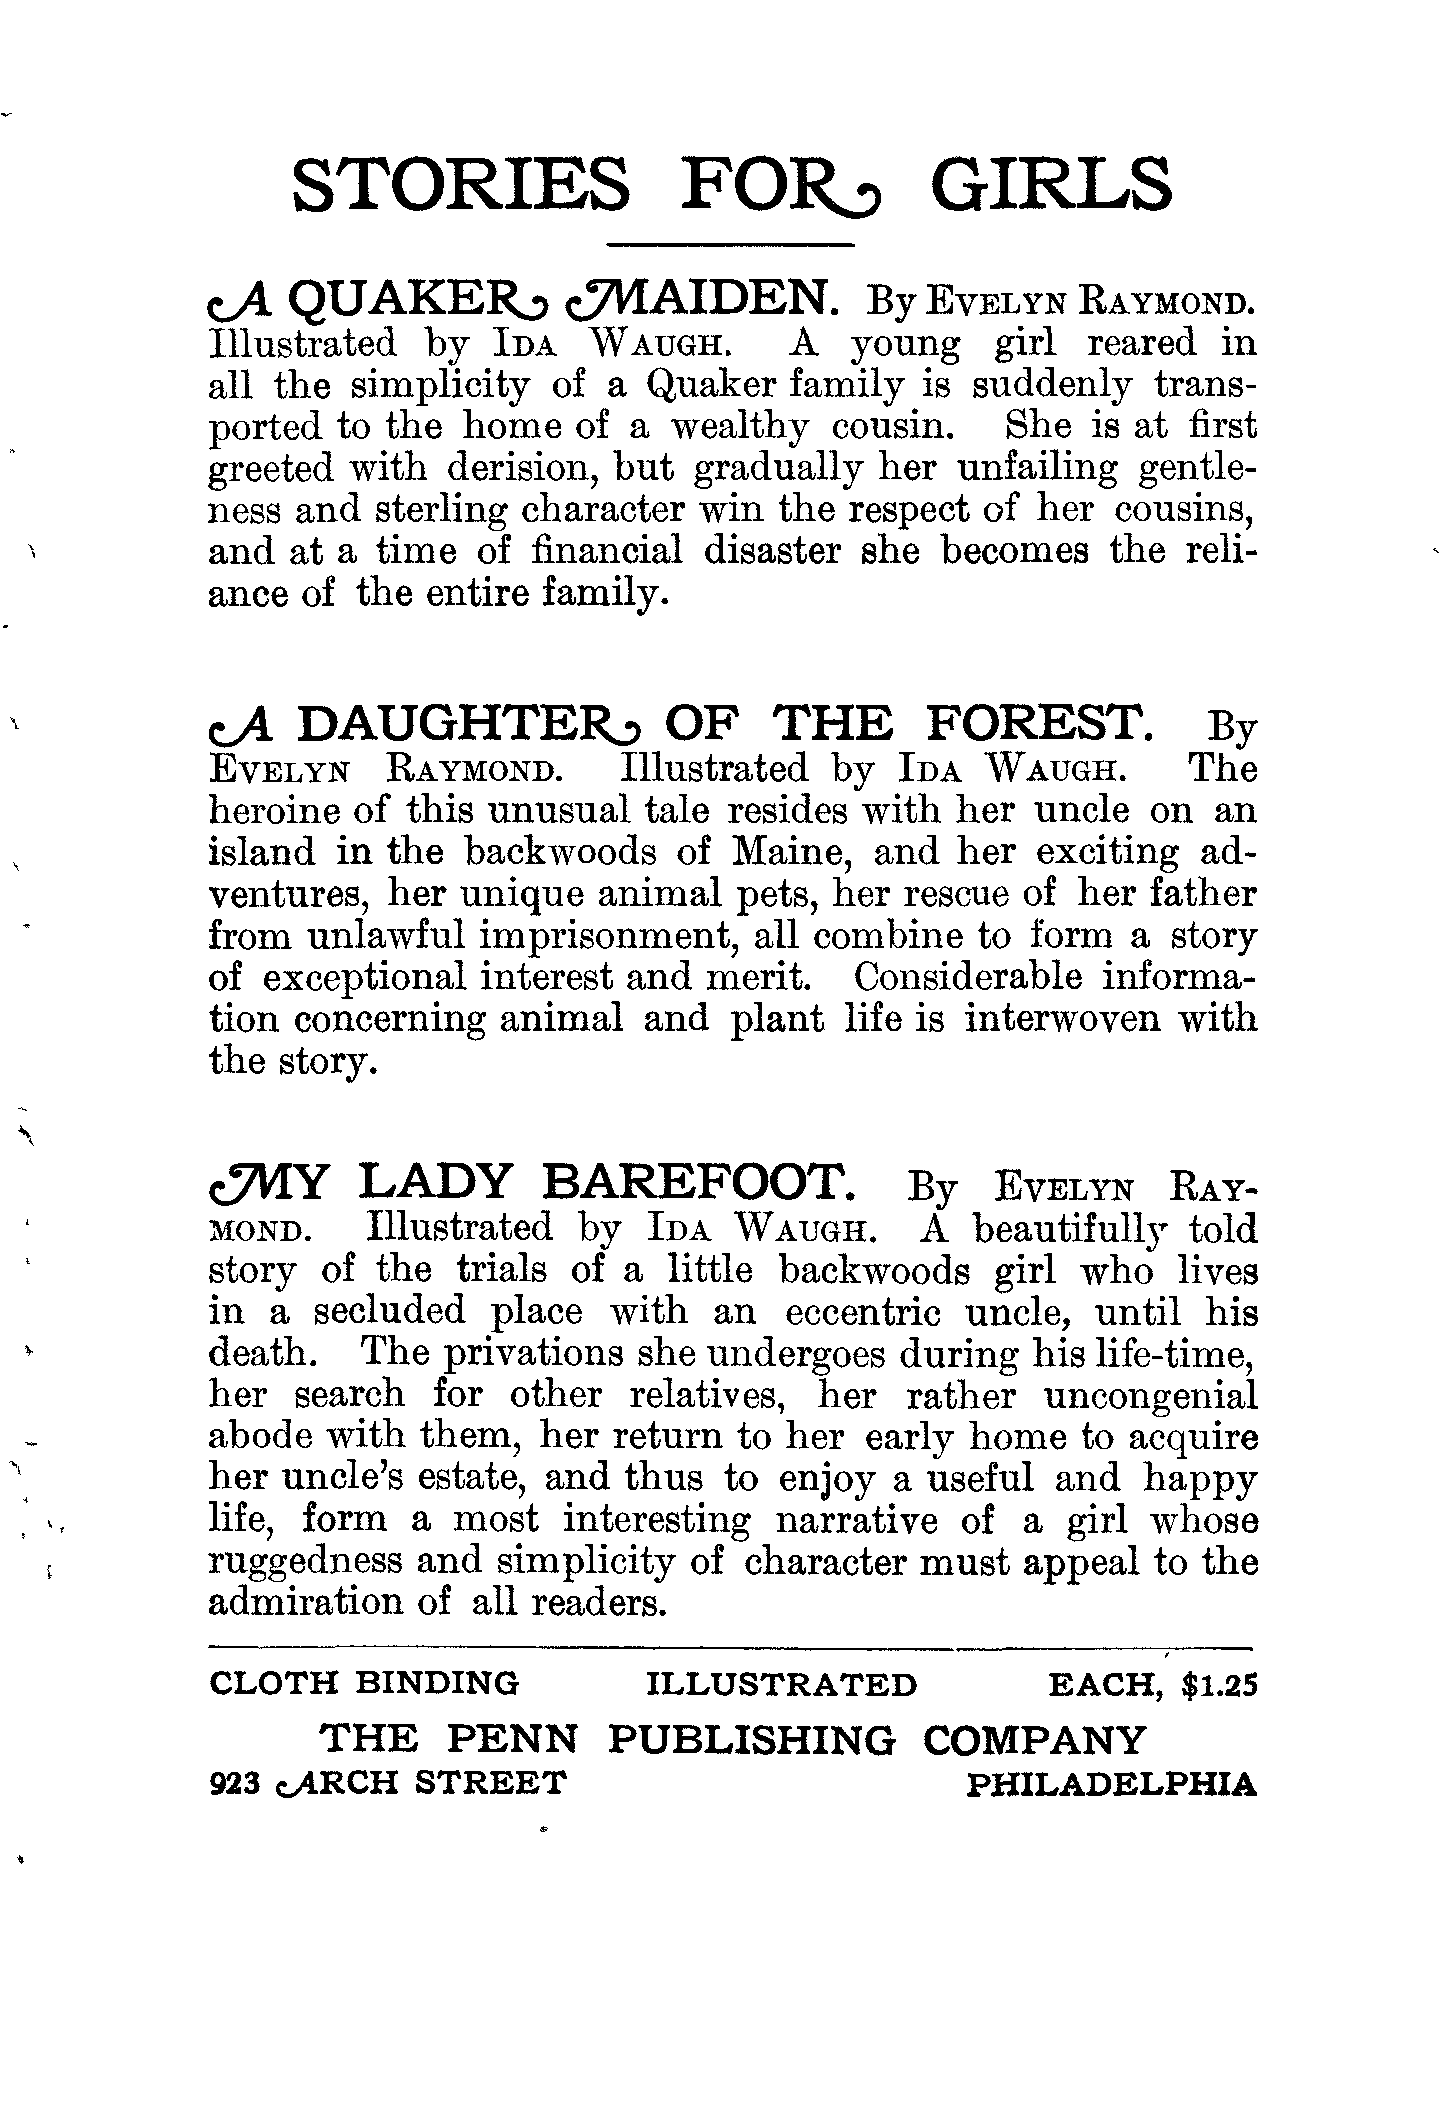 STORIES FOR GIRLS
A QUAKER MAIDEN. By EVELYN RAYMOND.
Illustrated by IDA WAUGH. A young girl reared in
all the simplicity of a Quaker family is suddenly trans-
ported to the home of a wealthy cousin. She is at first
greeted with derision, but gradually her unfailing gentle-
ness and sterling character win the respect of her cousins,
and at a time of financial disaster she becomes the reli-
ance of the entire family.
A DAUGHTER OF THE FOREST. By
EVELYN RAYMOND. Illustrated by IDA WAUGH. The
heroine of this unusual tale resides with her uncle on an
island in the backwoods of Maine, and her exciting ad-
ventures, her unique animal pets, her rescue of her father
from unlawful imprisonment, all combine to form a story
of exceptional interest and merit. Considerable informa-
tion concerning animal and plant life is interwoven with
the story.
MY LADY BAREFOOT. By EVELYN RAY-
MOND. Illustrated by IDA WAUGH. A beautifully told
story of the trials of a little backwoods girl who lives
in a secluded place with an eccentric uncle, until his
death. The privations she undergoes during his life-time,
her search for other relatives, her rather uncongenial
abode with them, her return to her early home to acquire
her uncle's estate, and thus to enjoy a useful and happy
life, form a most interesting narrative of a girl whose
ruggedness and simplicity of character must appeal to the
admiration of all readers.
CLOTH BINDING ILLUSTRATED EACH, $1.25
THE PENN PUBLISHING COMPANY
923 ARCH STREET PHILADELPHIA